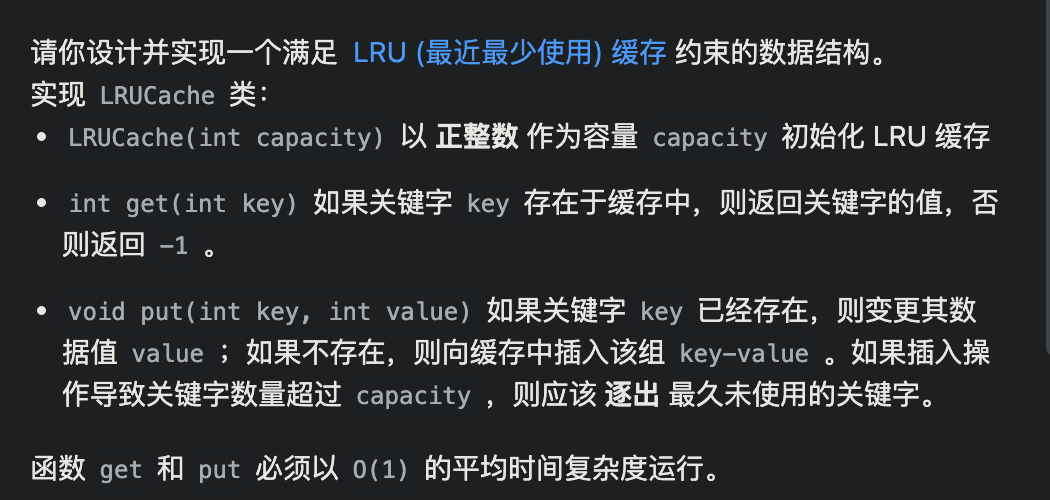 请你设计并实现一个满足 LRU (最近最少使用) 缓存 约束的数据结构。
实现 LRUCache 类：
• LRUCache(int capacity) 以 正整数 作为容量 capacity 初始化 LRU 缓存
• int get(int key) 如果关键字 key 存在于缓存中，则返回关键字的值，否
则返回 -1 。
• void put(int key, int value) 如果关键字 key 已经存在，则变更其数
据值 value ；如果不存在，则向缓存中插入该组 key-value 。如果插入操
作导致关键字数量超过 capacity ，则应该 逐出 最久未使用的关键字。
函数 get 和 put 必须以 O(1) 的平均时间复杂度运行。